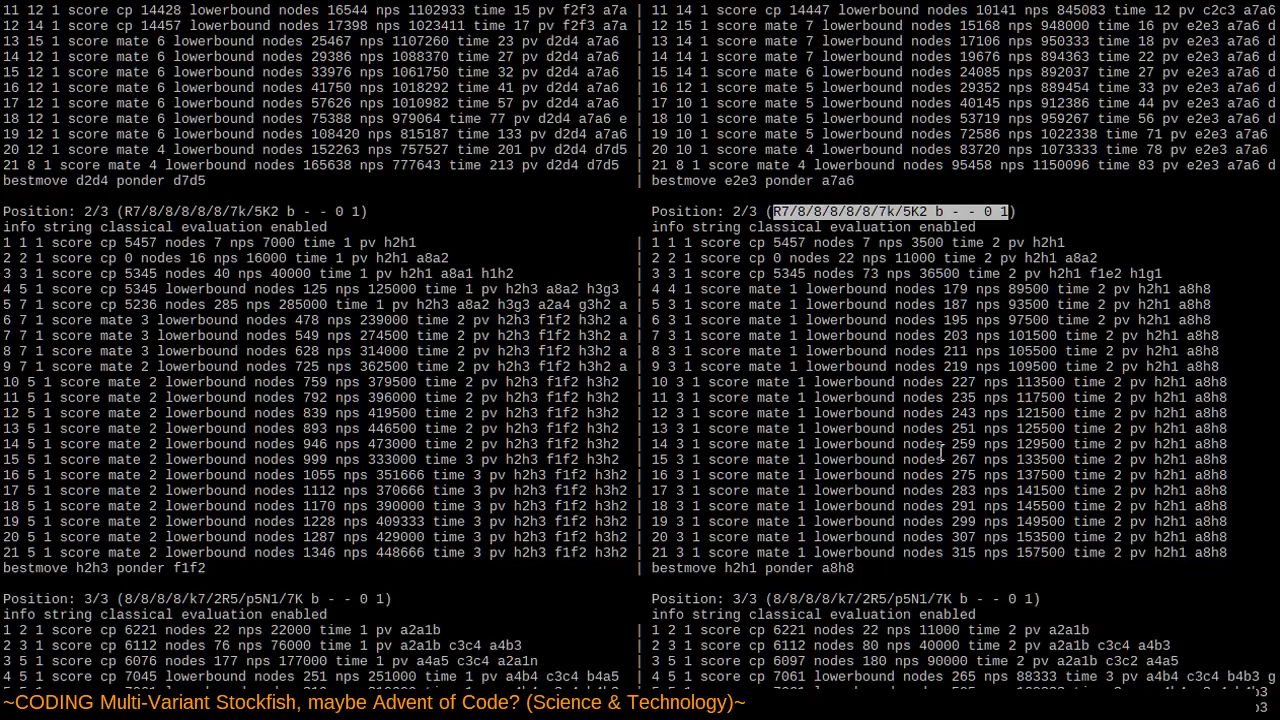 11 12 1 score cp 14428 lowerbound nodes 16544 nps 1102933 time 15 pv f2f3 a7a | 11 14 1 score cp 14447 lowerbound nodes 10141 nps 845083 time 12 pv c2c3 a7a6
12 12 1 score cp 14457 lowerbound nodes 17398 nps 1023411 time 17 pv f2f3 a7a | 12 15 1 score mate 7 lowerbound nodes 15168 nps 948000 time 16 pv e2e3 a7a6 d
13 15 1 score mate 6 lowerbound nodes 25467 nps 1107260 time 23 pv d2d4 a7a6 | 13 14 1 score mate 7 lowerbound nodes 17106 nps 950333 time 18 pv e2e3 a7a6 d
14 12 1 score mate 6 lowerbound nodes 29386 nps 1088370 time 27 pv d2d4 a7a6 | 14 14 1 score mate 7 lowerbound nodes 19676 nps 894363 time 22 pv e2e3 a7a6 d
15 12 1 score mate 6 lowerbound nodes 33976 nps 1061750 time 32 pv d2d4 a7a6 | 15 14 1 score mate 6 lowerbound nodes 24085 nps 892037 time 27 pv e2e3 a7a6 d
16 12 1 score mate 6 lowerbound nodes 41750 nps 1018292 time 41 pv d2d4 a7a6 | 16 12 1 score mate 5 lowerbound nodes 29352 nps 889454 time 33 pv e2e3 a7a6 d
17 12 1 score mate 6 lowerbound nodes 57626 nps 1010982 time 57 pv d2d4 a7a6 | 17 10 1 score mate 5 lowerbound nodes 40145 nps 912386 time 44 pv e2e3 a7a6 d
18 12 1 score mate 6 lowerbound nodes 75388 nps 979064 time 77 pv d2d4 a7a6 e | 18 10 1 score mate 5 lowerbound nodes 53719 nps 959267 time 56 pv e2e3 a7a6 d
19 12 1 score mate 6 lowerbound nodes 108420 nps 815187 time 133 pv d2d4 a7a6 | 19 10 1 score mate 5 lowerbound nodes 72586 nps 1022338 time 71 pv e2e3 a7a6
20 12 1 score mate 4 lowerbound nodes 152263 nps 757527 time 201 pv d2d4 d7d5 | 20 10 1 score mate 4 lowerbound nodes 83720 nps 1073333 time 78 pv e2e3 a7a6
21 8 1 score mate 4 lowerbound nodes 165638 nps 777643 time 213 pv d2d4 d7d5 | 21 8 1 score mate 4 lowerbound nodes 95458 nps 1150096 time 83 pv e2e3 a7a6 d
bestmove d2d4 ponder d7d5 | bestmove e2e3 ponder a7a6
Position: 2/3 (R7/8/8/8/8/8/7k/5K2 b - - 0 1) | Position: 2/3 (R7/8/8/8/8/8/7k/5K2 b - - 0 1)
info string classical evaluation enabled | info string classical evaluation enabled
1 1 1 score cp 5457 nodes 7 nps 7000 time 1 pv h2h1 | 1 1 1 score cp 5457 nodes 7 nps 3500 time 2 pv h2h1
2 2 1 score cp 0 nodes 16 nps 16000 time 1 pv h2h1 a8a2 | 2 2 1 score cp 0 nodes 22 nps 11000 time 2 pv h2h1 a8a2
3 3 1 score cp 5345 nodes 40 nps 40000 time 1 pv h2h1 a8a1 h1h2 | 3 3 1 score cp 5345 nodes 73 nps 36500 time 2 pv h2h1 f1e2 h1g1
4 5 1 score cp 5345 lowerbound nodes 125 nps 125000 time 1 pv h2h3 a8a2 h3g3 | 4 4 1 score mate 1 lowerbound nodes 179 nps 89500 time 2 pv h2h1 a8h8
5 7 1 score cp 5236 nodes 285 nps 285000 time 1 pv h2h3 a8a2 h3g3 a2a4 g3h2 a | 5 3 1 score mate 1 lowerbound nodes 187 nps 93500 time 2 pv h2h1 a8h8
6 7 1 score mate 3 lowerbound nodes 478 nps 239000 time 2 pv h2h3 f1f2 h3h2 a | 6 3 1 score mate 1 lowerbound nodes 195 nps 97500 time 2 pv h2h1 a8h8
7 7 1 score mate 3 lowerbound nodes 549 nps 274500 time 2 pv h2h3 f1f2 h3h2 a | 7 3 1 score mate 1 lowerbound nodes 203 nps 101500 time 2 pv h2h1 a8h8
8 7 1 score mate 3 lowerbound nodes 628 nps 314000 time 2 pv h2h3 f1f2 h3h2 a | 8 3 1 score mate 1 lowerbound nodes 211 nps 105500 time 2 pv h2h1 a8h8
9 7 1 score mate 2 lowerbound nodes 725 nps 362500 time 2 pv h2h3 f1f2 h3h2 a | 9 3 1 score mate 1 lowerbound nodes 219 nps 109500 time 2 pv h2h1 a8h8
10 5 1 score mate 2 lowerbound nodes 759 nps 379500 time 2 pv h2h3 f1f2 h3h2 | 10 3 1 score mate 1 lowerbound nodes 227 nps 113500 time 2 pv h2h1 a8h8
11 5 1 score mate 2 lowerbound nodes 792 nps 396000 time 2 pv h2h3 f1f2 h3h2 | 11 3 1 score mate 1 lowerbound nodes 235 nps 117500 time 2 pv h2h1 a8h8
12 5 1 score mate 2 lowerbound nodes 839 nps 419500 time 2 pv h2h3 f1f2 h3h2 | 12 3 1 score mate 1 lowerbound nodes 243 nps 121500 time 2 pv h2h1 a8h8
13 5 1 score mate 2 lowerbound nodes 893 nps 446500 time 2 pv h2h3 f1f2 h3h2 | 13 3 1 score mate 1 lowerbound nodes 251 nps 125500 time 2 pv h2h1 a8h8
14 5 1 score mate 2 lowerbound nodes 946 nps 473000 time 2 pv h2h3 f1f2 h3h2 | 14 3 1 score mate 1 lowerbound nodes 259 nps 129500 time 2 pv h2h1 a8h8
15 5 1 score mate 2 lowerbound nodes 999 nps 333000 time 3 pv h2h3 f1f2 h3h2 | 15 3 1 score mate 1 lowerbound nodes 267 nps 133500 time 2 pv h2h1 a8h8
16 5 1 score mate 2 lowerbound nodes 1055 nps 351666 time 3 pv h2h3 f1f2 h3h2 | 16 3 1 score mate 1 lowerbound nodes 275 nps 137500 time 2 pv h2h1 a8h8
17 5 1 score mate 2 lowerbound nodes 1112 nps 370666 time 3 pv h2h3 f1f2 h3h2 | 17 3 1 score mate 1 lowerbound nodes 283 nps 141500 time 2 pv h2h1 a8h8
18 5 1 score mate 2 lowerbound nodes 1170 nps 390000 time 3 pv h2h3 f1f2 h3h2 | 18 3 1 score mate 1 lowerbound nodes 291 nps 145500 time 2 pv h2h1 a8h8
19 5 1 score mate 2 lowerbound nodes 1228 nps 409333 time 3 pv h2h3 f1f2 h3h2 | 19 3 1 score mate 1 lowerbound nodes 299 nps 149500 time 2 pv h2h1 a8h8
20 5 1 score mate 2 lowerbound nodes 1287 nps 429000 time 3 pv h2h3 f1f2 h3h2 | 20 3 1 score mate 1 lowerbound nodes 307 nps 153500 time 2 pv h2h1 a8h8
21 5 1 score mate 2 lowerbound nodes 1346 nps 448666 time 3 pv h2h3 f1f2 h3h2 | 21 3 1 score mate 1 lowerbound nodes 315 nps 157500 time 2 pv h2h1 a8h8
bestmove h2h3 ponder f1f2 | bestmove h2h1 ponder a8h8
Position: 3/3 (8/8/8/8/k7/2R5/p5N1/7K b - - 0 1) | Position: 3/3 (8/8/8/8/k7/2R5/p5N1/7K b - - 0 1)
info string classical evaluation enabled | info string classical evaluation enabled
1 2 1 score cp 6221 nodes 22 nps 22000 time 1 pv a2a1b | 1 2 1 score cp 6221 nodes 22 nps 11000 time 2 pv a2a1b
2 3 1 score cp 6112 nodes 76 nps 76000 time 1 pv a2a1b c3c4 a4b3 | 2 3 1 score cp 6112 nodes 80 nps 40000 time 2 pv a2a1b c3c4 a4b3
3 5 1 score cp 6076 nodes 177 nps 177000 time 1 pv a4a5 c3c4 a2a1n | 3 5 1 score cp 6097 nodes 180 nps 90000 time 2 pv a2a1b c3c2 a4a5
4 5 1 score cp 7045 nodes 251 nps 251000 time 1 pv a4b4 c3c4 b4a5 | 4 5 1 score cp 7061 nodes 265 nps 88333 time 3 pv a4b4 c3c4 b4b3 g
~CODING Multi-Variant Stockfish, maybe Advent of Code? (Science & Technology)~